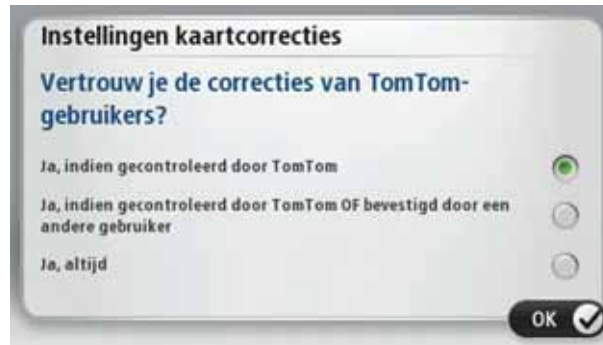 Instellingen kaartcorrecties
Vertrouw je de correcties van TomTom-
gebruikers?
Ja, indien gecontroleerd door TomTom
Ja, indien gecontroleerd door TomTom OF bevestigd door een
andere gebruiker
Ja, altijd
OK